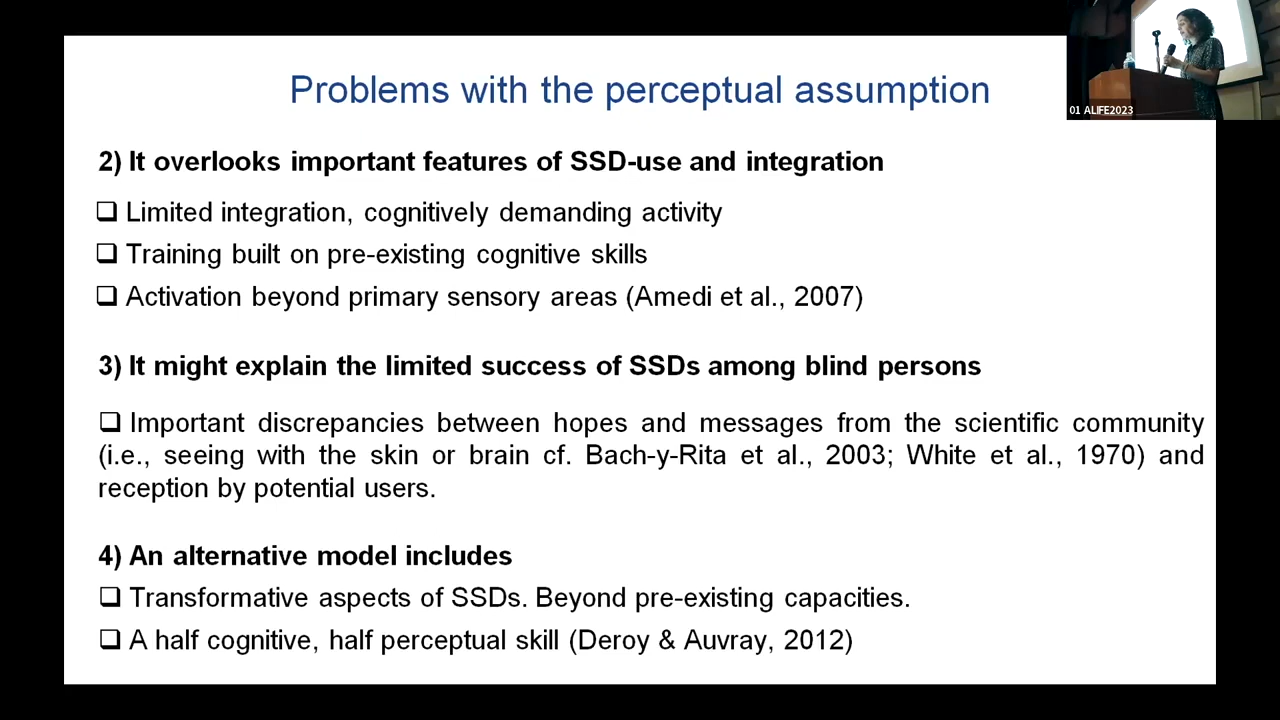 Problems with the perceptual assumption
01 ALIFE2023
2) It overlooks important features of SSD-use and integration
❑ Limited integration, cognitively demanding activity
❑ Training built on pre-existing cognitive skills
❑ Activation beyond primary sensory areas (Amedi et al., 2007)
3) It might explain the limited success of SSDs among blind persons
❑ Important discrepancies between hopes and messages from the scientific community
(i.e., seeing with the skin or brain cf. Bach-y-Rita et al., 2003; White et al., 1970) and
reception by potential users.
4) An alternative model includes
❑ Transformative aspects of SSDs. Beyond pre-existing capacities.
❑ A half cognitive, half perceptual skill (Deroy & Auvray, 2012)